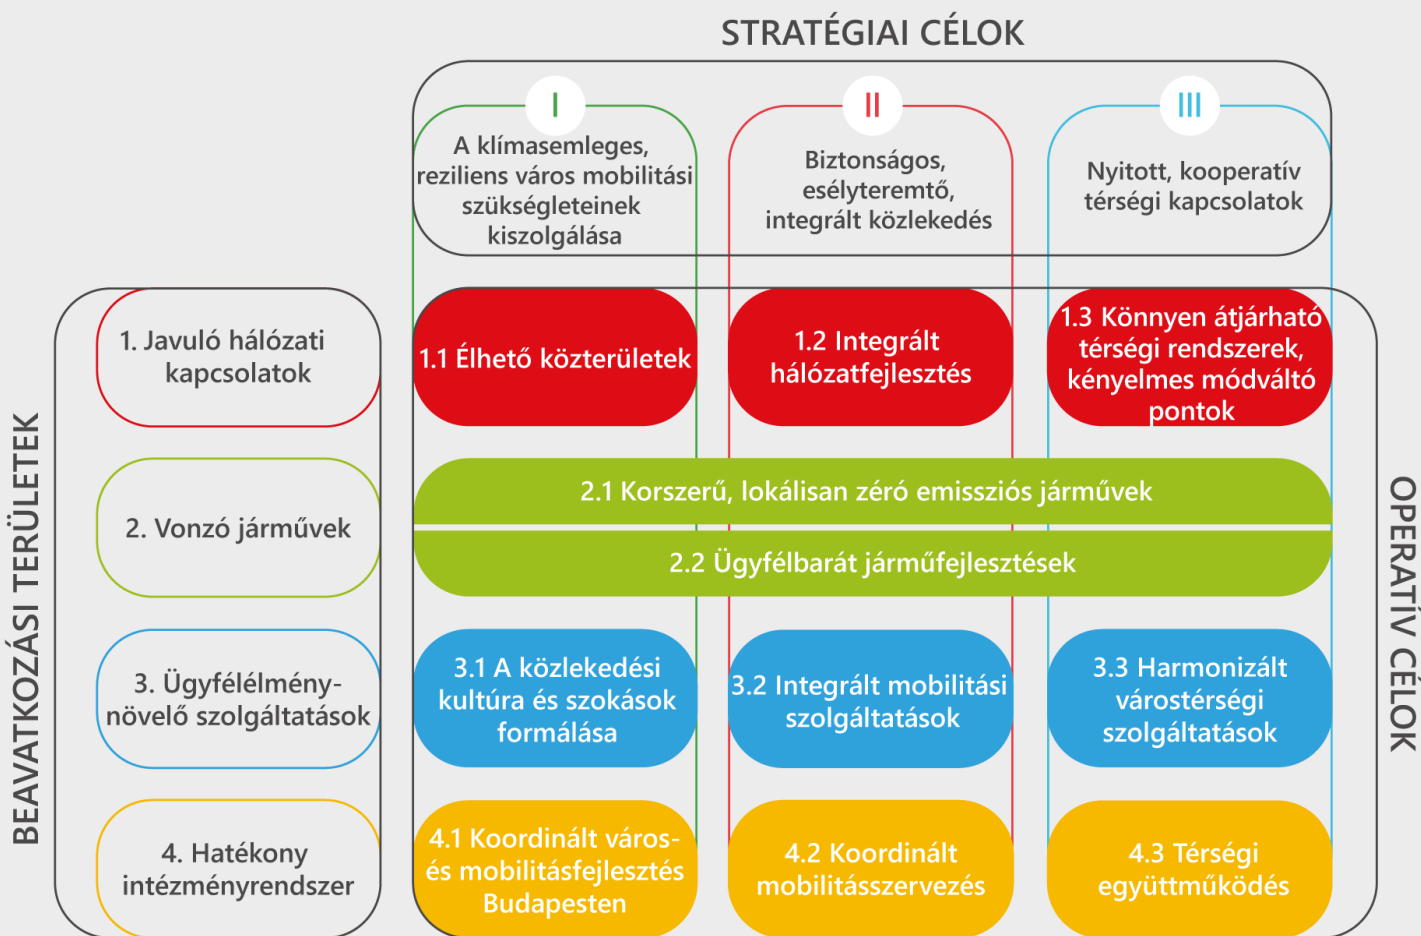 STRATÉGIAI CÉLOK
I
A klímasemleges,
reziliens város mobilitási
szükségleteinek
kiszolgálása
II
Biztonságos,
esélyteremtő,
integrált közlekedés
III
Nyitott, kooperatív
térségi kapcsolatok
BEAVATKOZÁSI TERÜLETEK
OPERATÍV CÉLOK
1. Javuló hálózati
kapcsolatok
1.1 Élhető közterületek
1.2 Integrált
hálózatfejlesztés
1.3 Könnyen átjárható
térségi rendszerek,
kényelmes módváltó
pontok
2. Vonzó járművek
2.1 Korszerű, lokálisan zéró emissziós járművek
2.2 Ügyfélbarát járműfejlesztések
3. Ügyfélélmény-
növelő szolgáltatások
3.1 A közlekedési
kultúra és szokások
formálása
3.2 Integrált mobilitási
szolgáltatások
3.3 Harmonizált
várostérségi
szolgáltatások
4. Hatékony
intézményrendszer
4.1 Koordinált város-
és mobilitásfejlesztés
Budapesten
4.2 Koordinált
mobilitásszervezés
4.3 Térségi
együttműködés